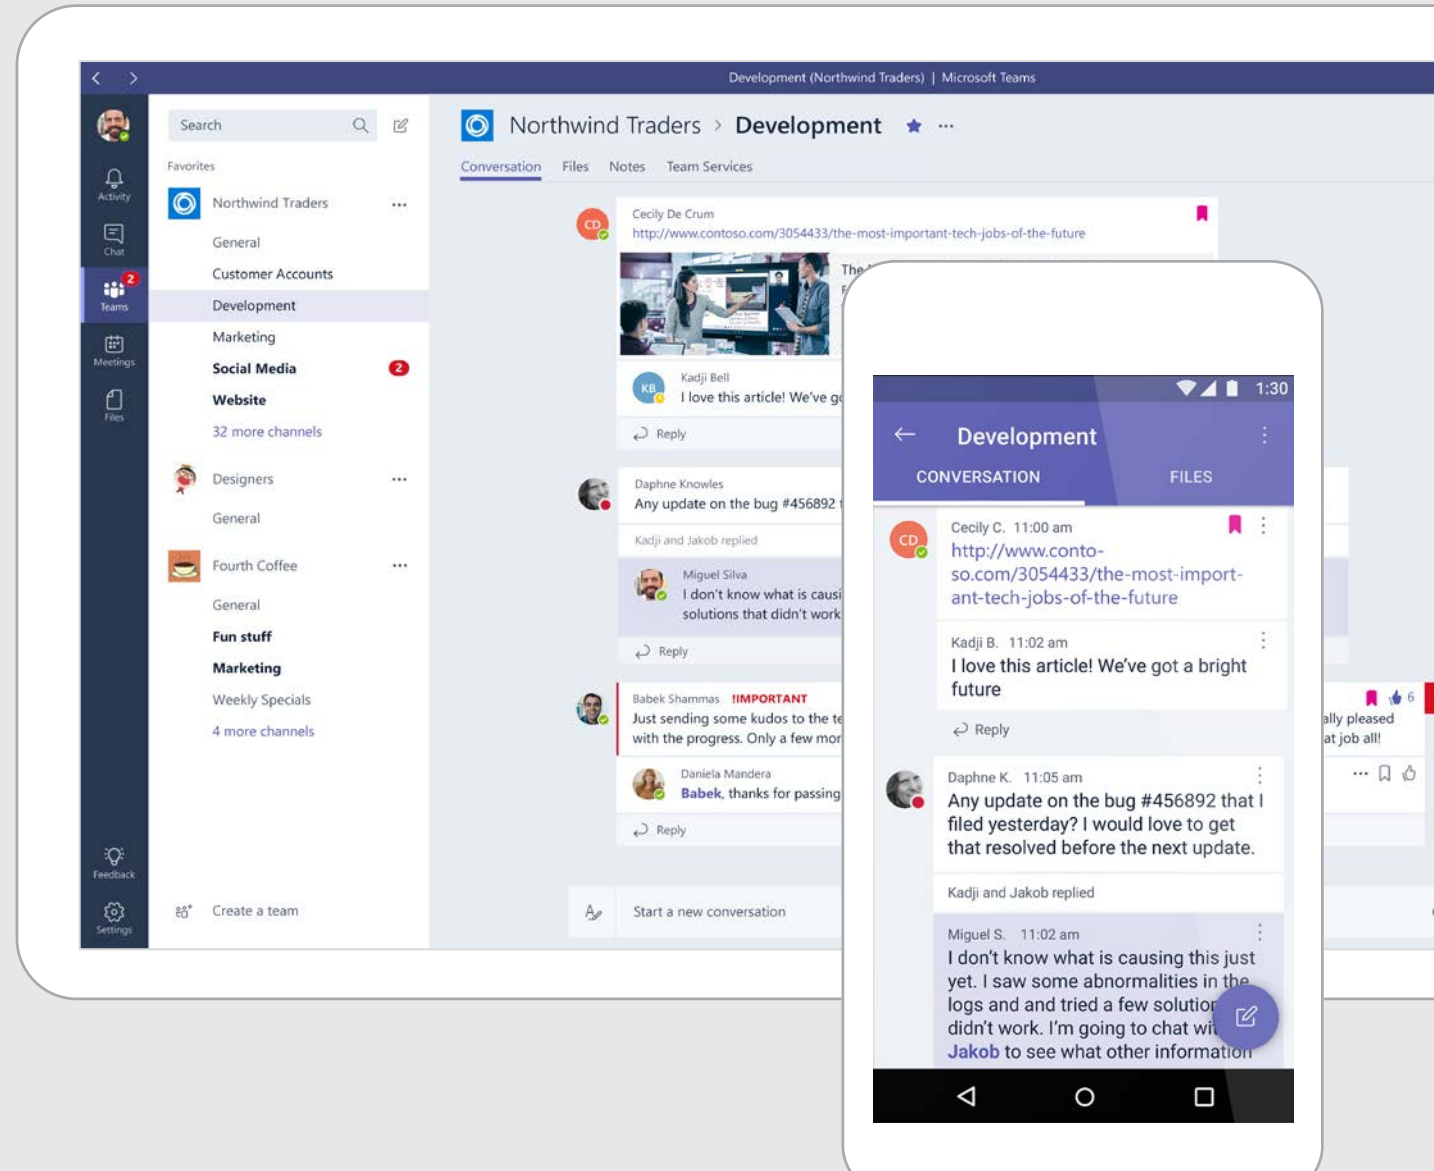 Development (Northwind Traders) | Microsoft Teams
Activity
Chat
2
Teams
Meetings
Files
Feedback
Settings
Search
Favorites
Northwind Traders
General
Customer Accounts
Development
Marketing
Social Media 2
Website
32 more channels
Designers
General
Fourth Coffee
General
Fun stuff
Marketing
Weekly Specials
4 more channels
Create a team
Northwind Traders > Development
Conversation Files Notes Team Services
CD
Cecily De Crum
http://www.contoso.com/3054433/the-most-important-tech-jobs-of-the-future
The
KB
Kadji Bell
I love this article! We've
Reply
Daphne Knowles
Any update on the bug #456892
Kadji and Jakob replied
Miguel Silva
I don't know what is
solutions that didn't work
Reply
Babek Shammas !IMPORTANT
6
Just sending some kudos to the
pleased
with the progress. Only a few
job all!
Daniela Mandera
Babek, thanks for passing
Reply
Start a new conversation
1:30
Development
CONVERSATION FILES
CD
Cecily C. 11:00 am
http://www.conto-
so.com/3054433/the-most-import-
ant-tech-jobs-of-the-future
Kadji B. 11:02 am
I love this article! We've got a bright
future
Reply
Daphne K. 11:05 am
Any update on the bug #456892 that I
filed yesterday? I would love to get
that resolved before the next update.
Kadji and Jakob replied
Miguel S. 11:02 am
I don't know what is causing this just
yet. I saw some abnormalities in the
logs and and tried a few
didn't work. I'm going to chat
Jakob to see what other information